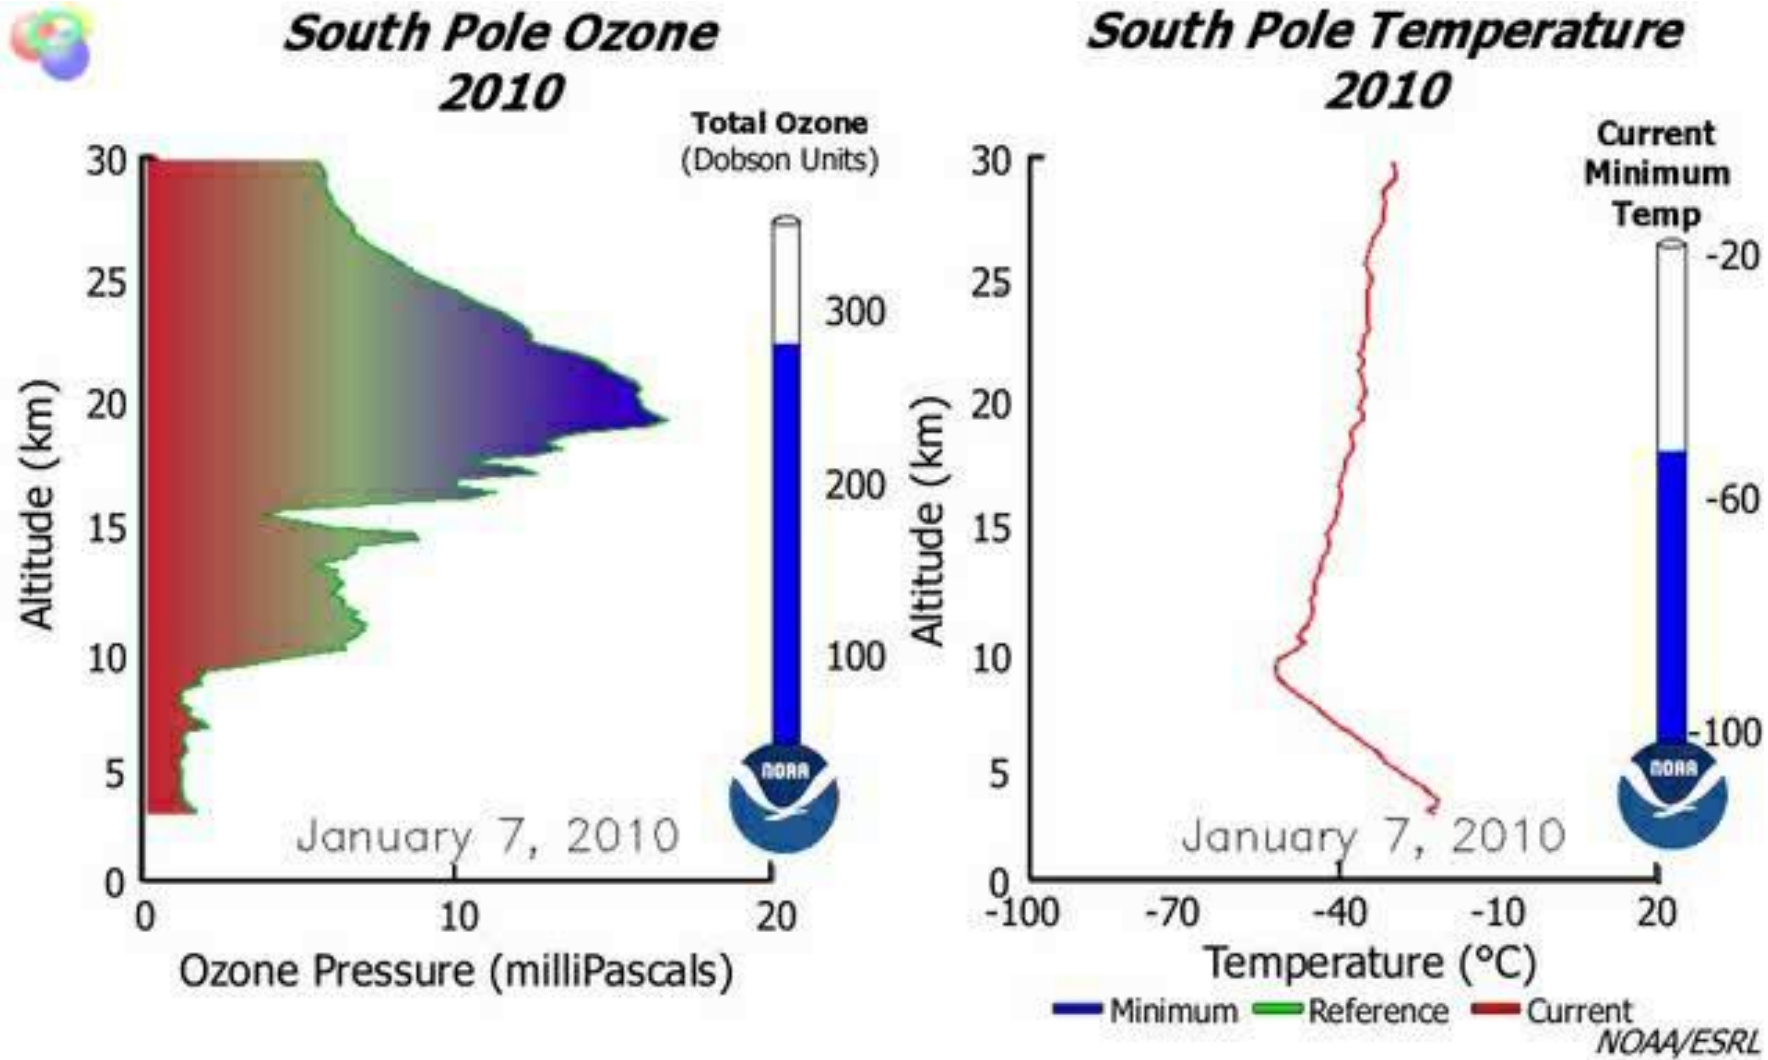 South Pole Ozone
2010
Total Ozone
(Dobson Units)
30
25
20
15
10
5
0
Altitude (km)
300
200
100
NOAA
January 7, 2010
0
10
20
Ozone Pressure (milliPascals)
South Pole Temperature
2010
Current
Minimum
Temp
30
25
20
15
10
5
0
Altitude (km)
-20
-60
-100
NOAA
January 7, 2010
-100
-70
-40
-10
20
Temperature (°C)
Minimum Reference Current
NOAA/ESRL